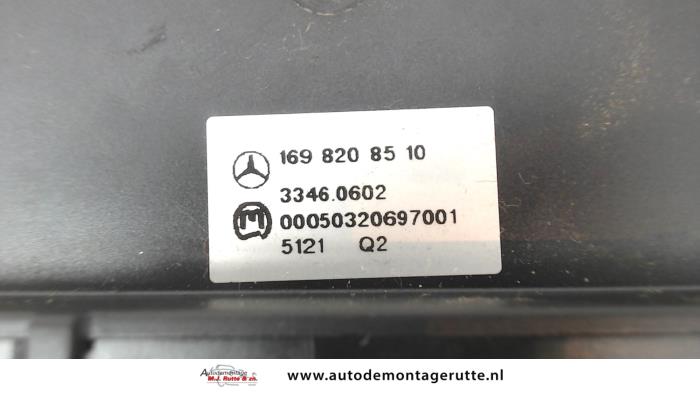 169 820 85 10
3346.0602
00050320697001
5121 Q2
Autodemontage
M.J. Rutte & zn.
www.autodemontagerutte.nl